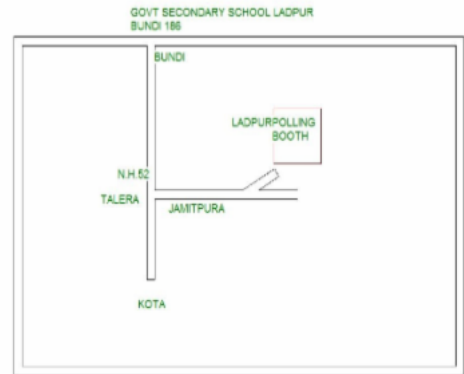 GOVT SECONDARY SCHOOL LADPUR
BUNDI 186
BUNDI
LADPURPOLLING
BOOTH
N.H.52
TALERA
JAMITPURA
KOTA